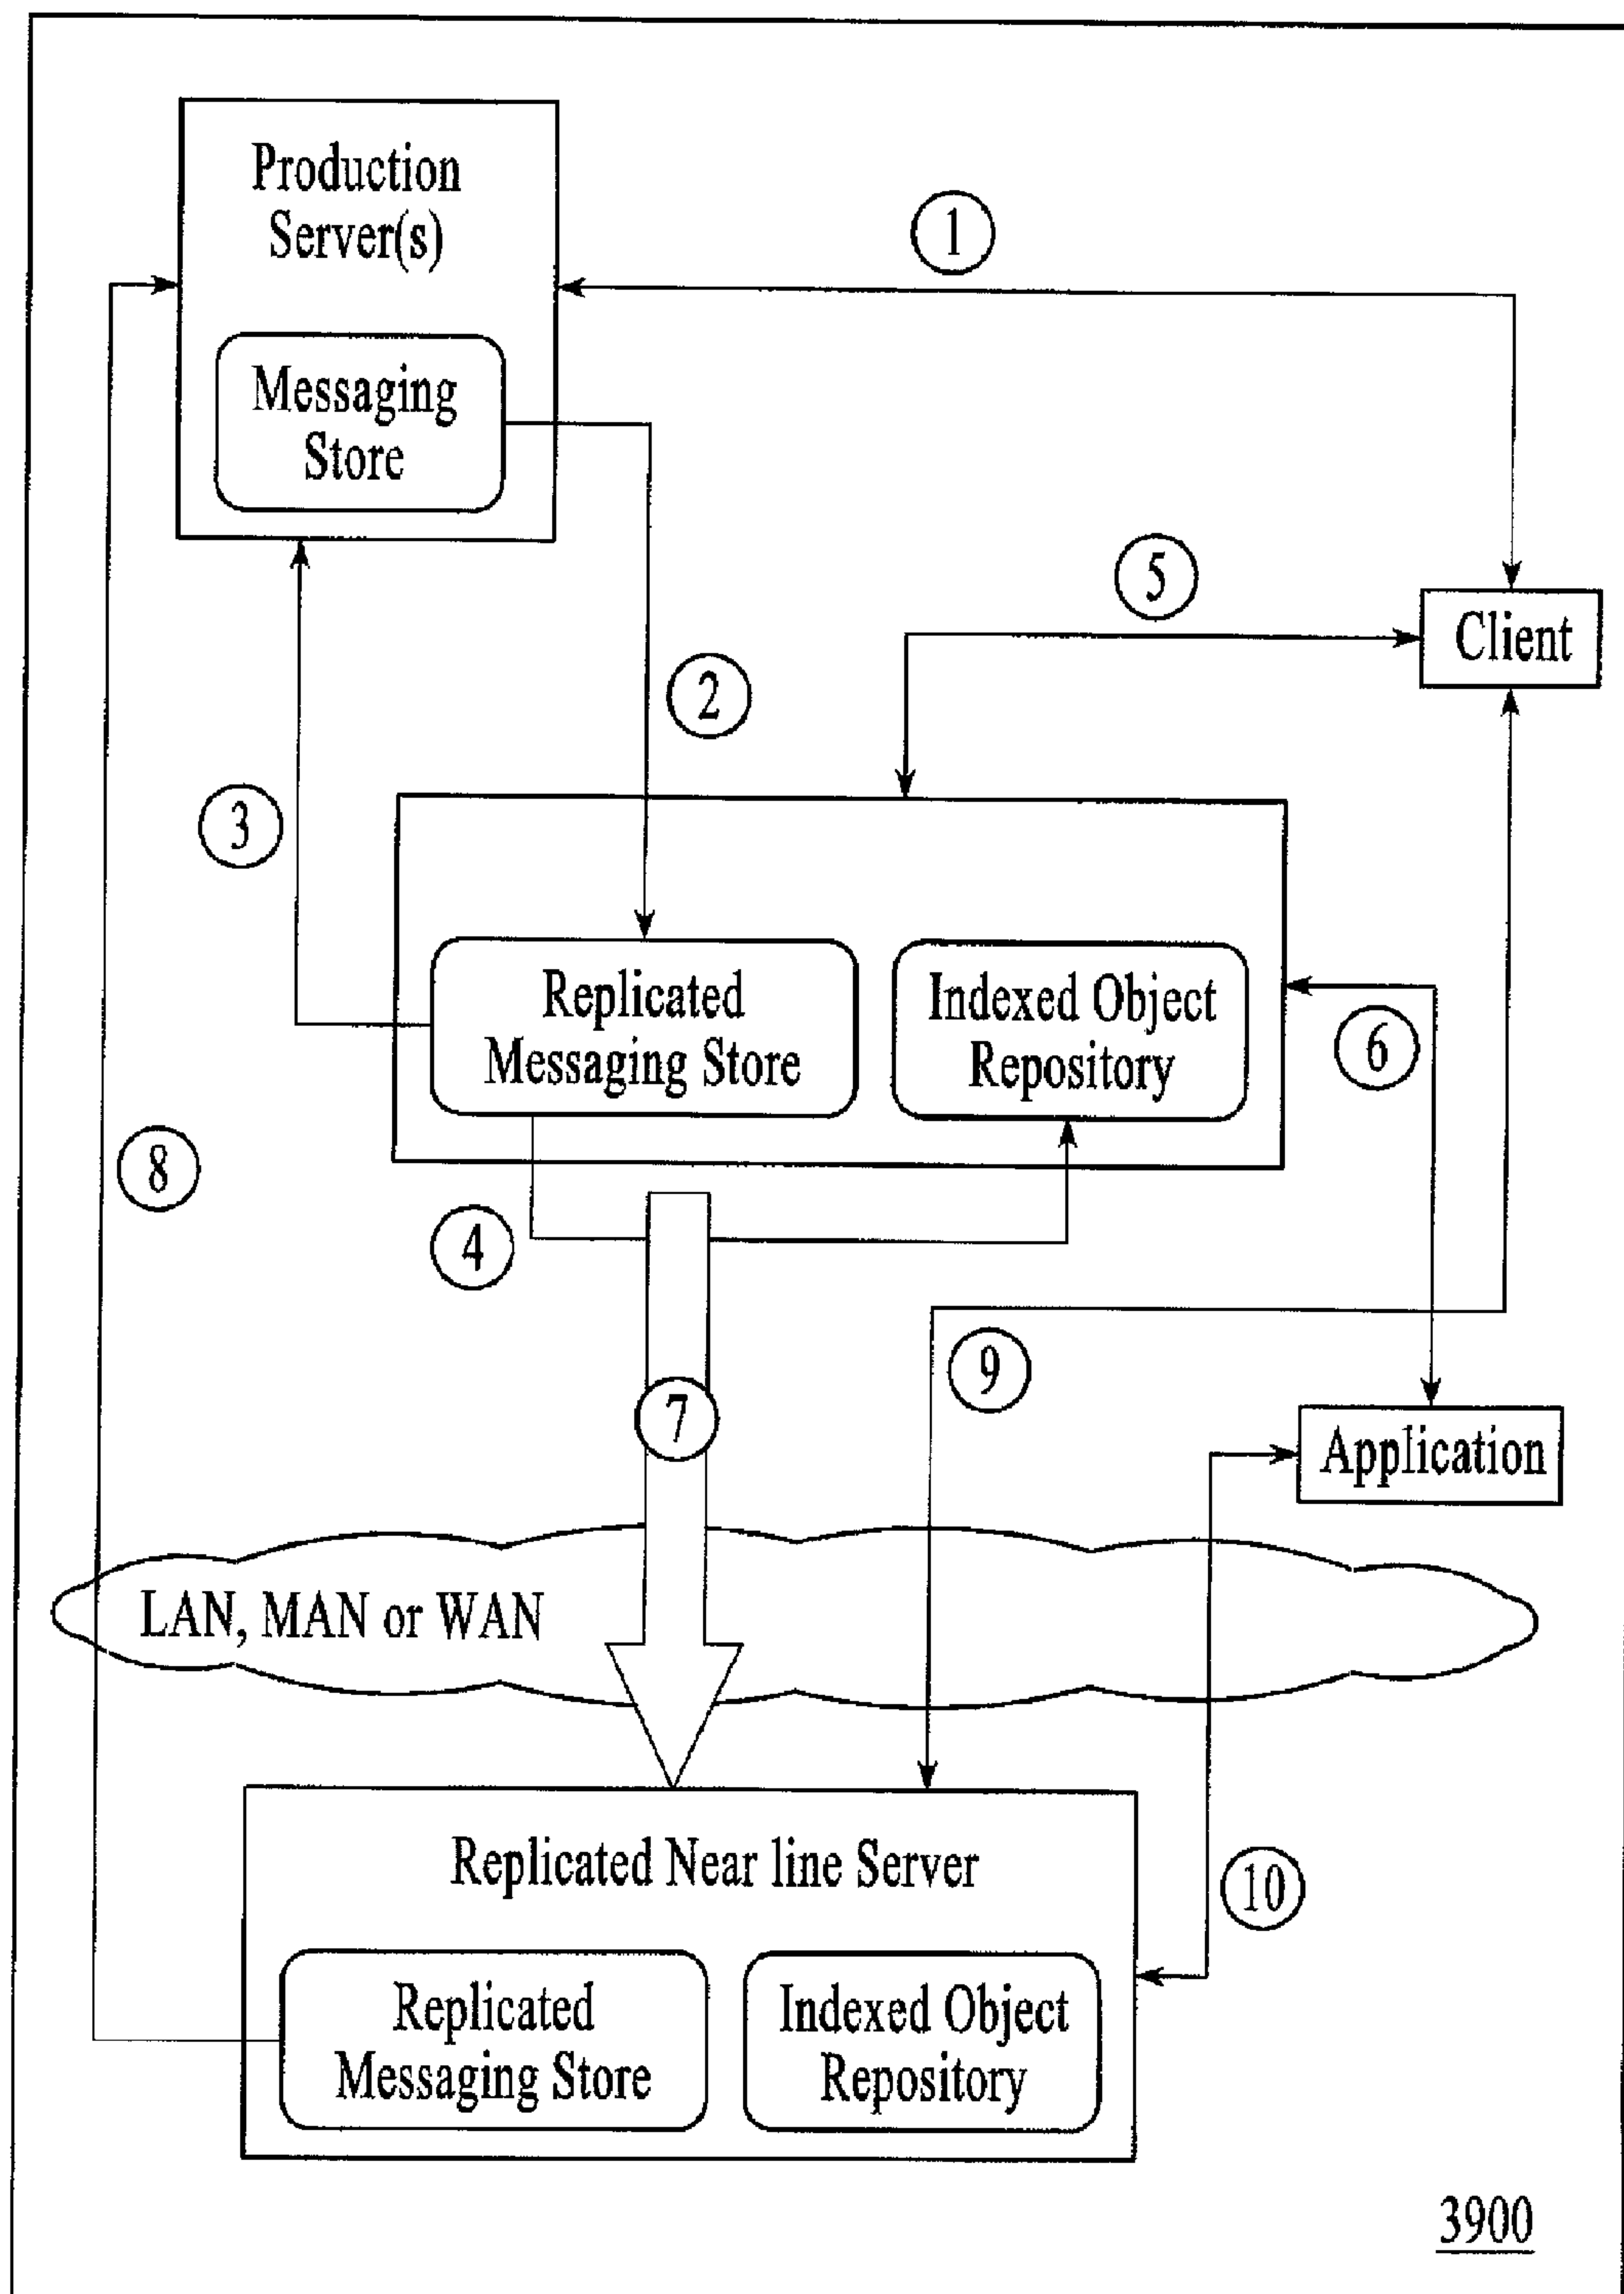 Production
Server(s)
1
Messaging
Store
5
Client
2
3
Replicated
Messaging Store
Indexed Object
Repository
6
8
4
9
7
Application
LAN, MAN or WAN
Replicated Near line Server
10
Replicated
Messaging Store
Indexed Object
Repository
3900